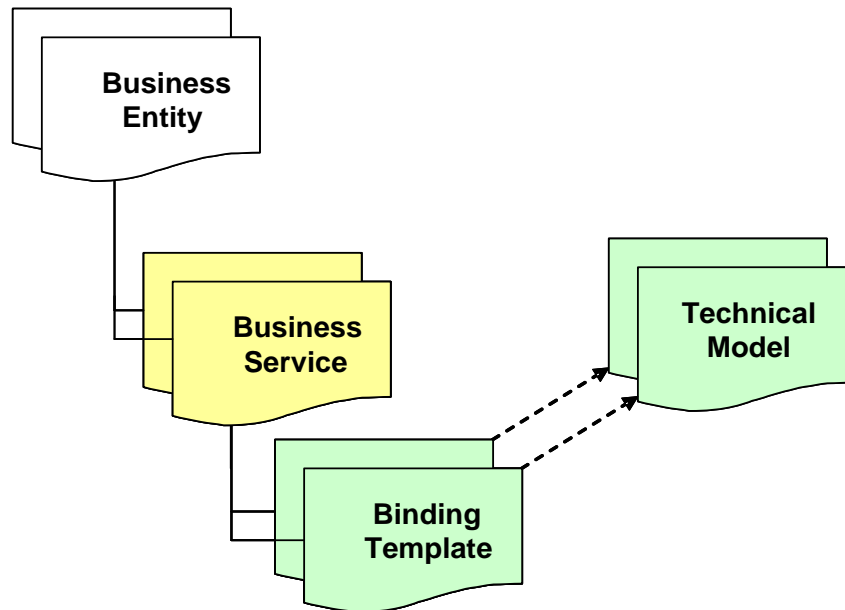 Business
Entity
Business
Service
Technical
Model
Binding
Template